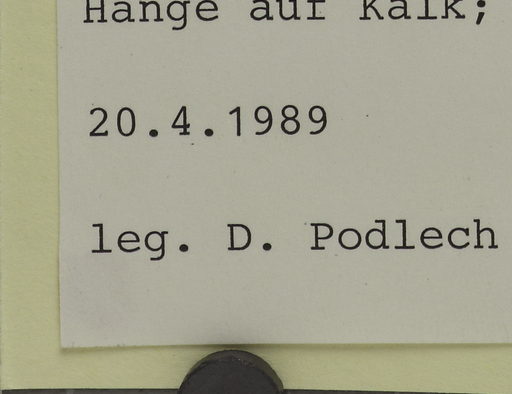 Hänge auf Kalk;
20.4.1989
leg. D. Podlech